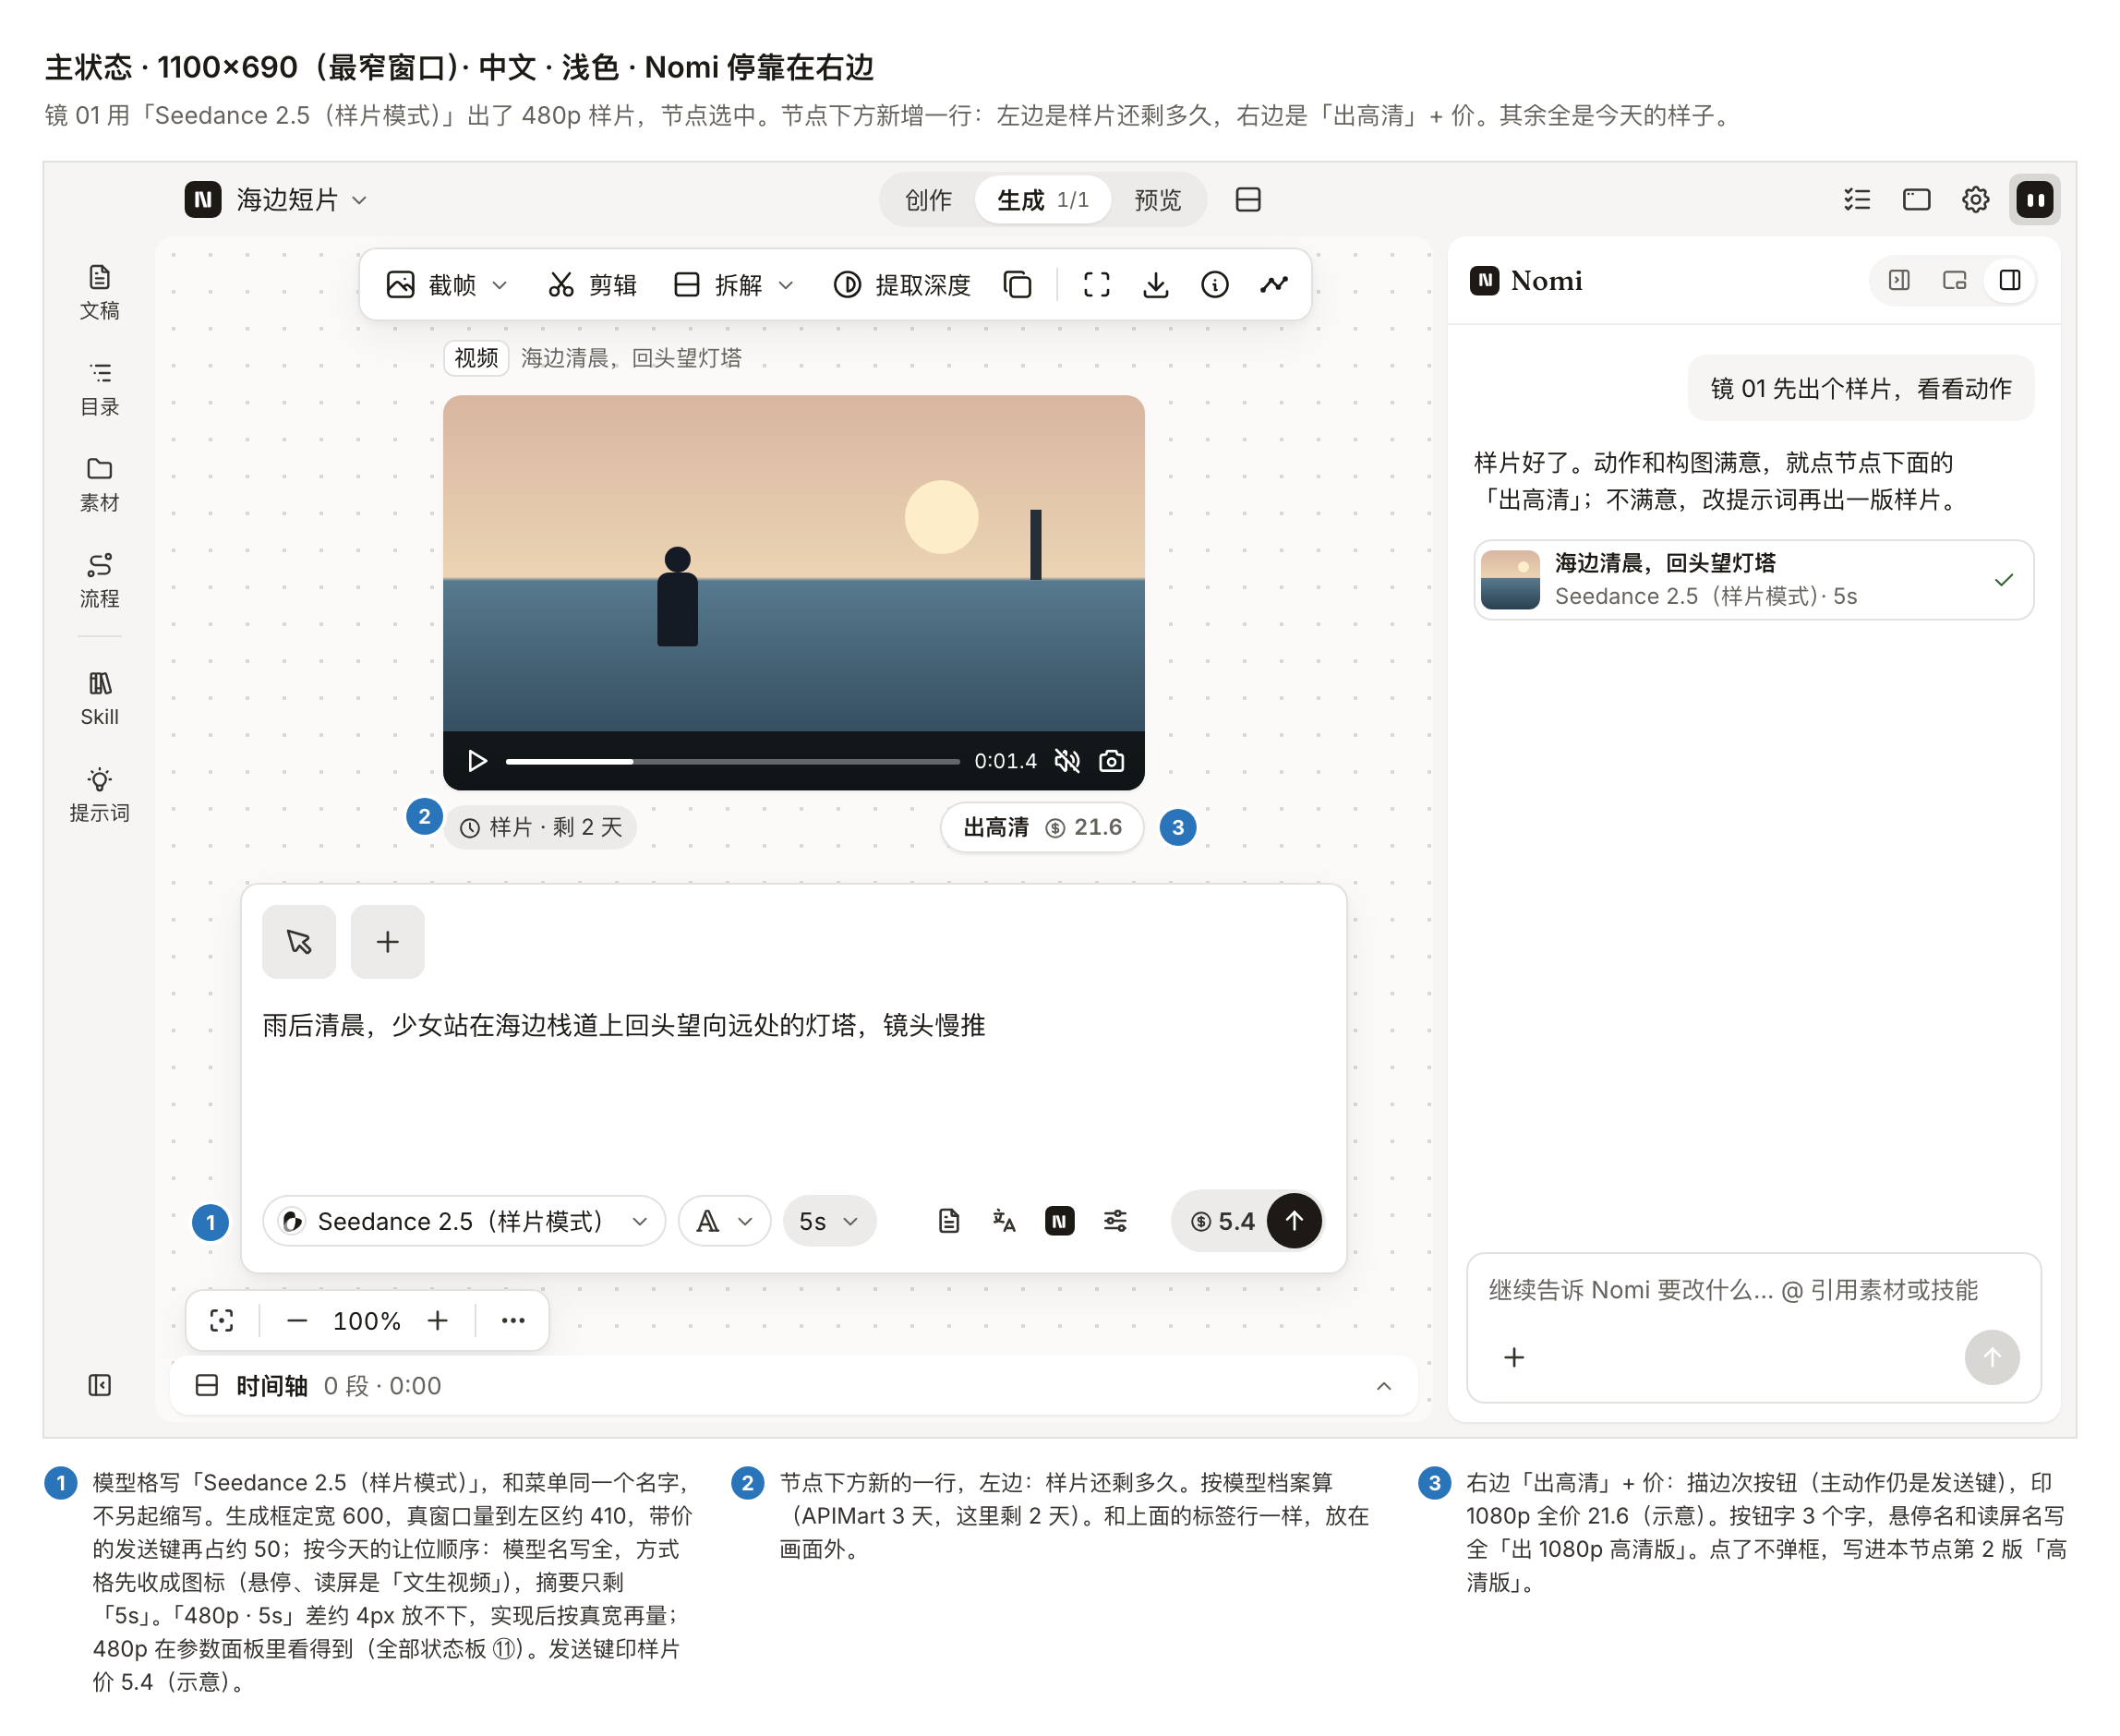 主状态 · 1100×690（最窄窗口）· 中文 · 浅色 · Nomi 停靠在右边
镜 01 用「Seedance 2.5（样片模式）」出了 480p 样片，节点选中。节点下方新增一行：左边是样片还剩多久，右边是「出高清」+ 价。其余全是今天的样子。
海边短片
创作
生成 1/1
预览
文稿
目录
素材
流程
Skill
提示词
截帧
剪辑
拆解
提取深度
视频 海边清晨，回头望灯塔
0:01.4
2
样片 · 剩 2 天
出高清 21.6
3
雨后清晨，少女站在海边栈道上回头望向远处的灯塔，镜头慢推
1
Seedance 2.5（样片模式）
A
5s
5.4
100%
时间轴 0 段 · 0:00
Nomi
镜 01 先出个样片，看看动作
样片好了。动作和构图满意，就点节点下面的
「出高清」；不满意，改提示词再出一版样片。
海边清晨，回头望灯塔
Seedance 2.5（样片模式）· 5s
继续告诉 Nomi 要改什么... @ 引用素材或技能
1
模型格写「Seedance 2.5（样片模式）」，和菜单同一个名字，
不另起缩写。生成框定宽 600，真窗口量到左区约 410，带价
的发送键再占约 50；按今天的让位顺序：模型名写全，方式
格先收成图标（悬停、读屏是「文生视频」），摘要只剩
「5s」。「480p · 5s」差约 4px 放不下，实现后按真宽再量；
480p 在参数面板里看得到（全部状态板 ⑪）。发送键印样片
价 5.4（示意）。
2
节点下方新的一行，左边：样片还剩多久。按模型档案算
（APIMart 3 天，这里剩 2 天）。和上面的标签行一样，放在
画面外。
3
右边「出高清」+ 价：描边次按钮（主动作仍是发送键），印
1080p 全价 21.6（示意）。按钮字 3 个字，悬停名和读屏名写
全「出 1080p 高清版」。点了不弹框，写进本节点第 2 版「高
清版」。